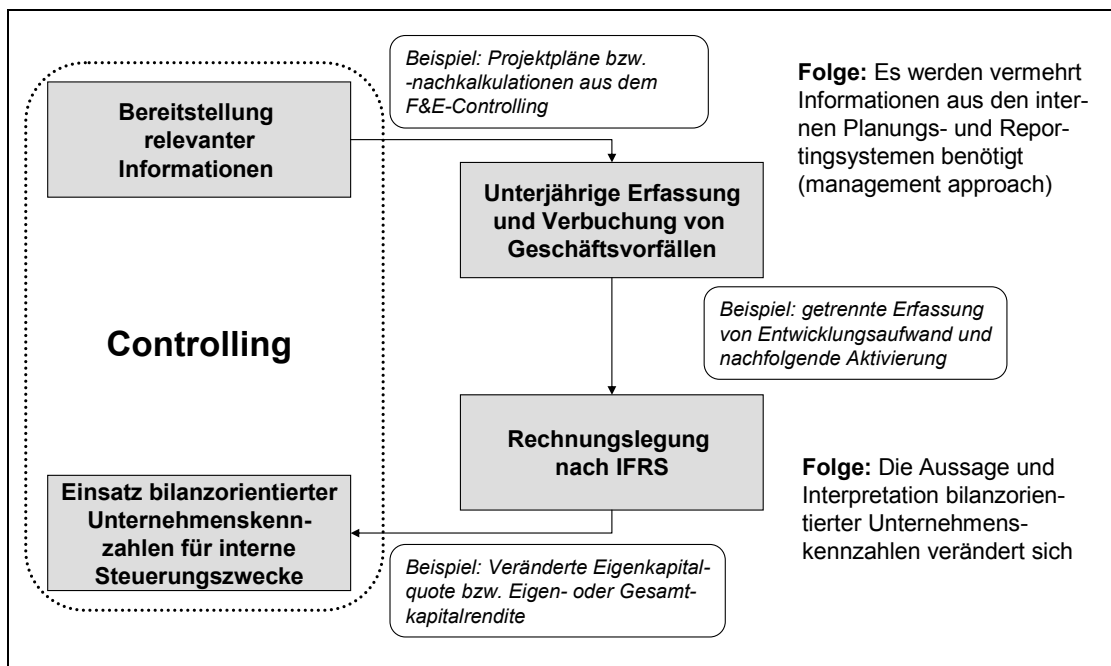 Beispiel: Projektpläne bzw.
-nachkalkulationen aus dem
F&E-Controlling
Folge: Es werden vermehrt
Informationen aus den inter-
nen Planungs- und Repor-
tingsystemen benötigt
(management approach)
Bereitstellung
relevanter
Informationen
Unterjährige Erfassung
und Verbuchung von
Geschäftsvorfällen
Beispiel: getrennte Erfassung
von Entwicklungsaufwand und
nachfolgende Aktivierung
Controlling
Rechnungslegung
nach IFRS
Folge: Die Aussage und
Interpretation bilanzorien-
tierter Unternehmens-
kennzahlen verändert sich
Einsatz bilanzorientierter
Unternehmenskenn-
zahlen für interne
Steuerungszwecke
Beispiel: Veränderte Eigenkapital-
quote bzw. Eigen- oder Gesamt-
kapitalrendite